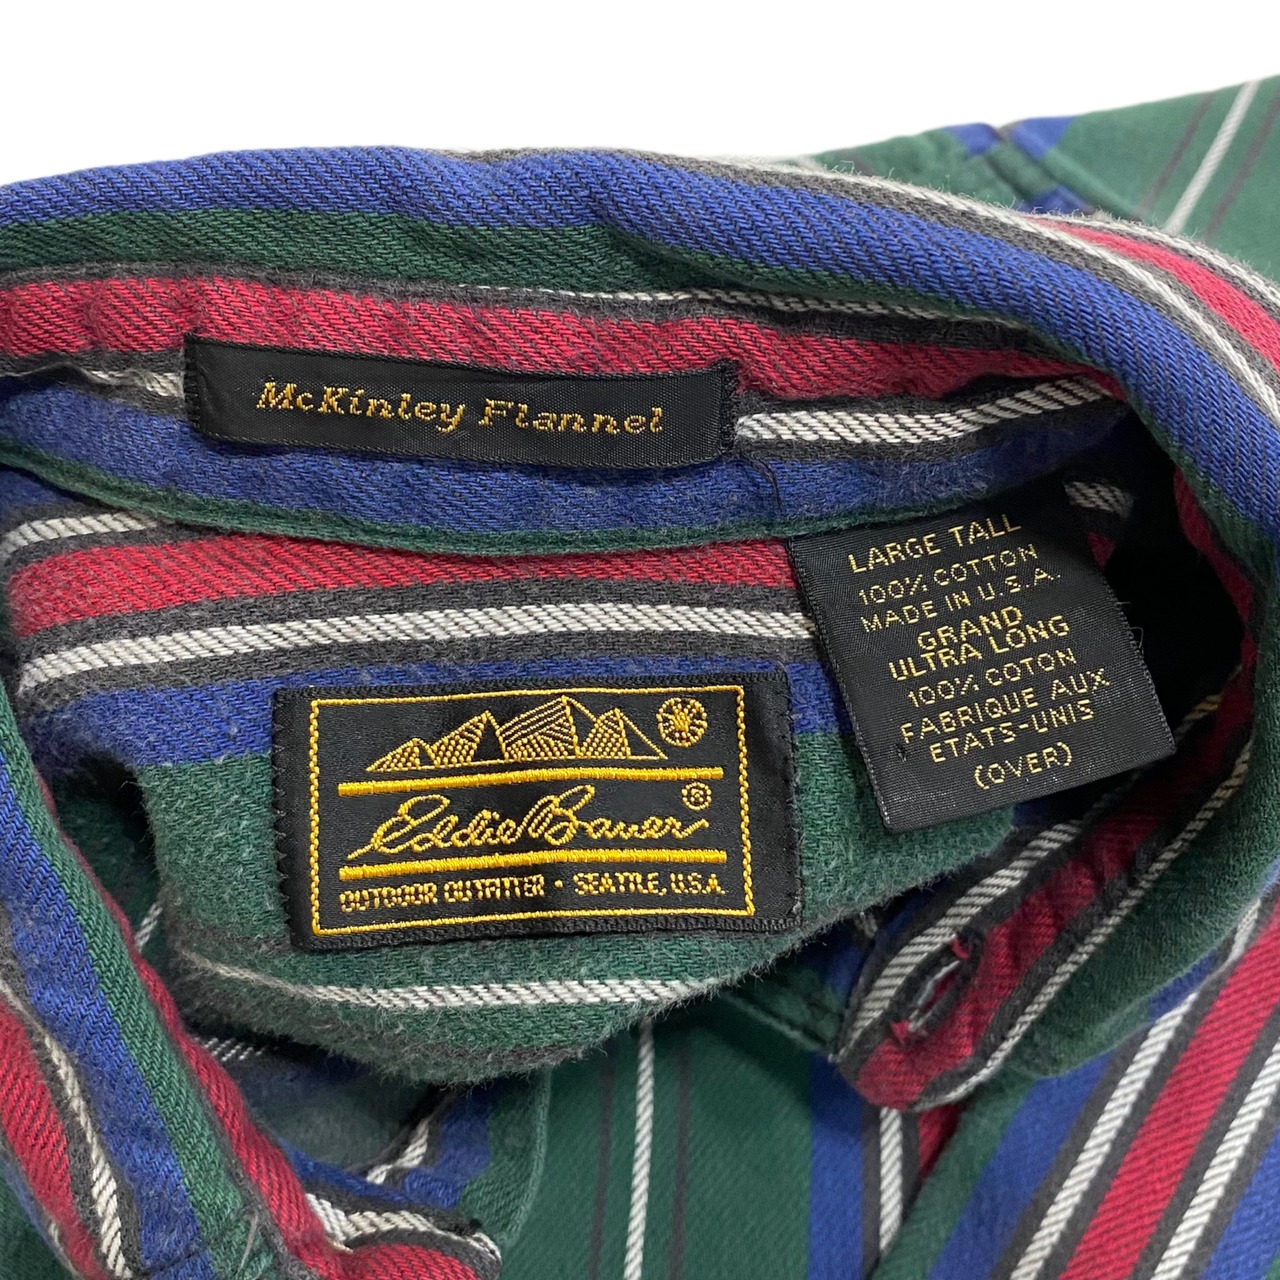 McKinley Flannel
LARGE TALL
100% COTTON
MADE IN U.S.A.
GRAND
ULTRA LONG
100% COTON
FABRIQUE AUX
ETATS-UNIS
(OVER)
Eddie Bauer ®
OUTDOOR OUTFITTER • SEATTLE, U.S.A.